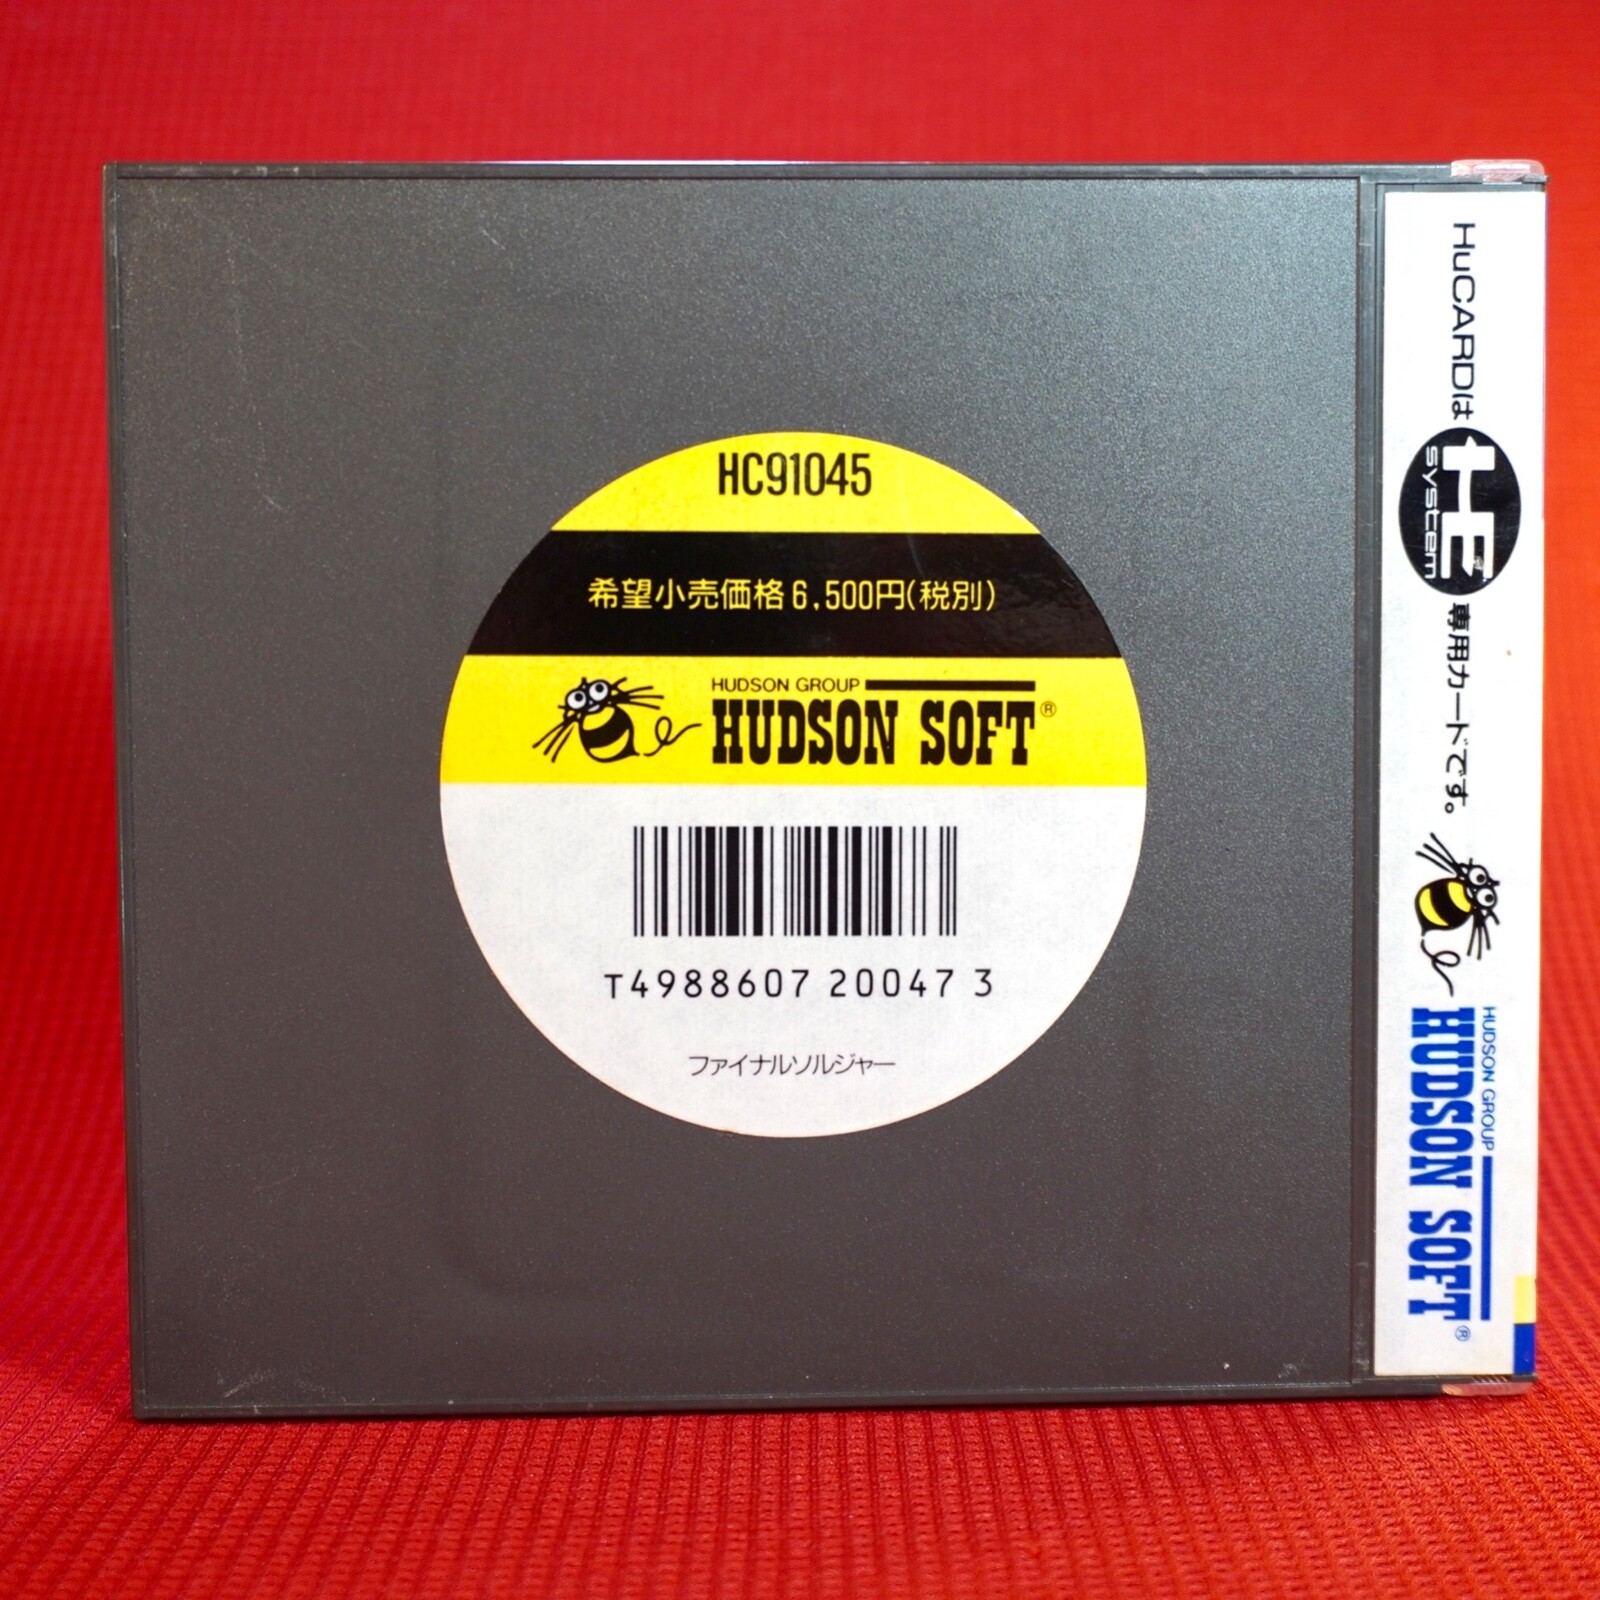 HC91045
希望小売価格6,500円(税別)
HUDSON GROUP
HUDSON SOFT®
T4988607 20047 3
ファイナルソルジャー
HuCARDは HE system 専用カードです。
HUDSON GROUP
HUDSON SOFT®